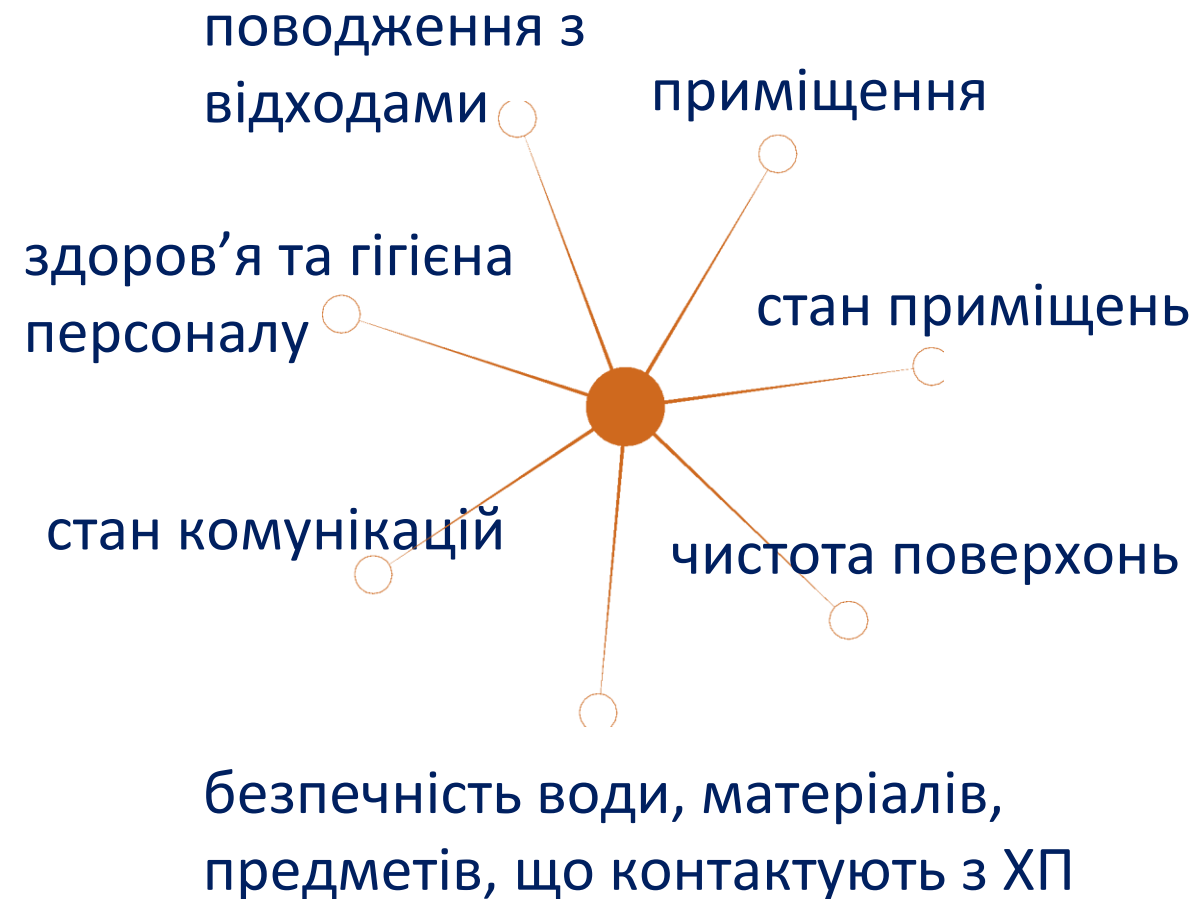 поводження з
відходами
приміщення
здоров’я та гігієна
персоналу
стан приміщень
стан комунікацій
чистота поверхонь
безпечність води, матеріалів,
предметів, що контактують з ХП